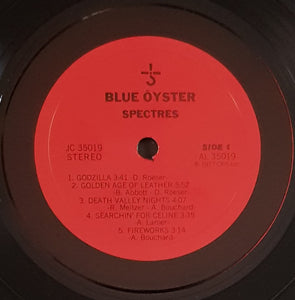 BLUE ÖYSTER
SPECTRES
JC 35019
STEREO
SIDE 1
AL 35019
1. GODZILLA 3:41 -D. Roeser-
2. GOLDEN AGE OF LEATHER 5:52
-B. Abbott - D. Roeser-
3. DEATH VALLEY NIGHTS 4:07
-R. Meltzer - A. Bouchard-
4. SEARCHIN' FOR CELINE 3:35
-A. Lanier-
5. FIREWORKS 3:14
-A. Bouchard-